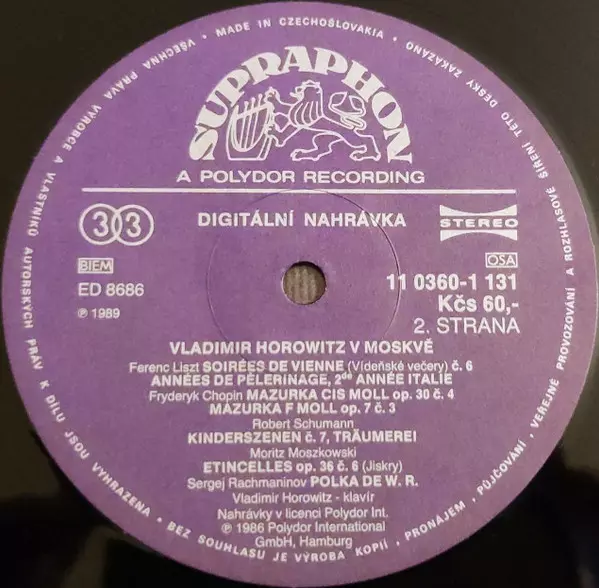 VŠECHNA PRÁVA VÝROBCE A VLASTNÍKŮ AUTORSKÝCH PRÁV K DÍLU JSOU VYHRAZENA • BEZ SOUHLASU JE VÝROBA KOPIÍ, PRONÁJEM, PŮJČOVÁNÍ, VEŘEJNÉ PROVOZOVÁNÍ A ROZHLASOVÉ ŠÍŘENÍ TÉTO DESKY ZAKÁZÁNO • MADE IN CZECHOSLOVAKIA •
SUPRAPHON
A POLYDOR RECORDING
33
DIGITÁLNÍ NAHRÁVKA
STEREO
BIEM
OSA
ED 8686
11 0360-1 131
Kčs 60,-
℗ 1989
2. STRANA
VLADIMIR HOROWITZ V MOSKVĚ
Ferenc Liszt SOIRÉES DE VIENNE (Vídeňské večery) č. 6
ANNÉES DE PÈLERINAGE, 2de ANNÉE ITALIE
Fryderyk Chopin MAZURKA CIS MOLL op. 30 č. 4
MAZURKA F MOLL op. 7 č. 3
Robert Schumann
KINDERSZENEN č. 7, TRÄUMEREI
Moritz Moszkowski
ETINCELLES op. 36 č. 6 (Jiskry)
Sergej Rachmaninov POLKA DE W. R.
Vladimir Horowitz - klavír
Nahrávky v licenci Polydor Int.
℗ 1986 Polydor International
GmbH, Hamburg